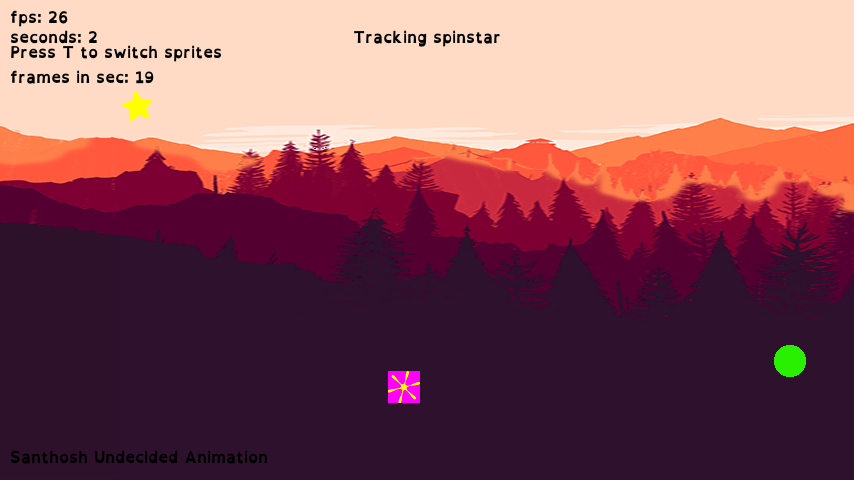 fps: 26
seconds: 2
Tracking spinstar
Press T to switch sprites
frames in sec: 19
Santhosh Undecided Animation